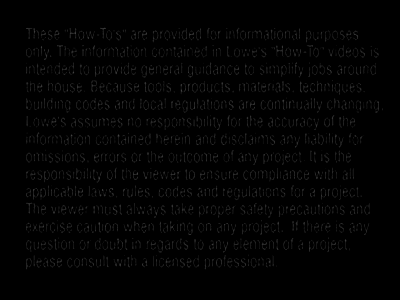 These "How-To's" are provided for informational purposes
only. The information contained in Lowe's "How-To" videos is
intended to provide general guidance to simplify jobs around
the house. Because tools, products, materials, techniques,
building codes and local regulations are continually changing,
Lowe's assumes no responsibility for the accuracy of the
information contained herein and disclaims any liability for
omissions, errors or the outcome of any project. It is the
responsibility of the viewer to ensure compliance with all
applicable laws, rules, codes and regulations for a project.
The viewer must always take proper safety precautions and
exercise caution when taking on any project. If there is any
question or doubt in regards to any element of a project,
please consult with a licensed professional.